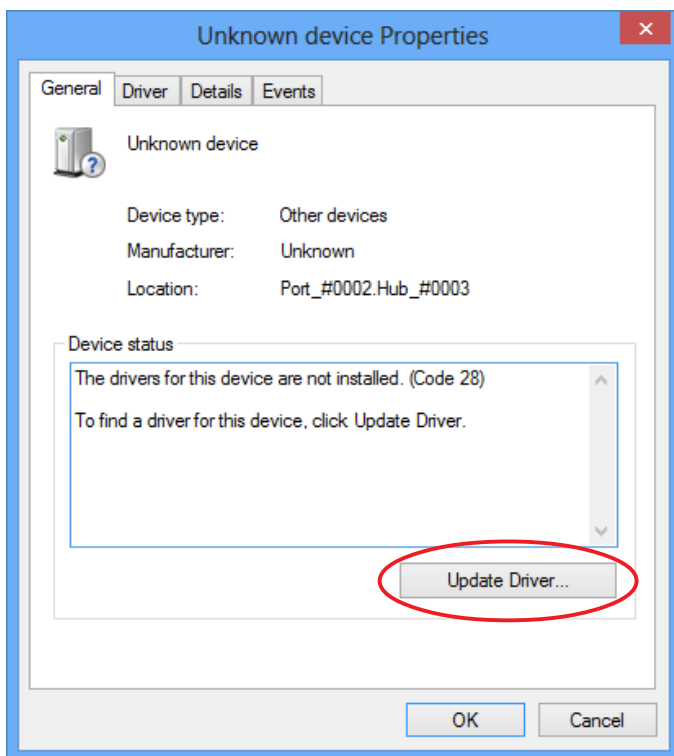 Unknown device Properties
General Driver Details Events
Unknown device
Device type: Other devices
Manufacturer: Unknown
Location: Port_#0002.Hub_#0003
Device status
The drivers for this device are not installed. (Code 28)
To find a driver for this device, click Update Driver.
Update Driver...
OK Cancel